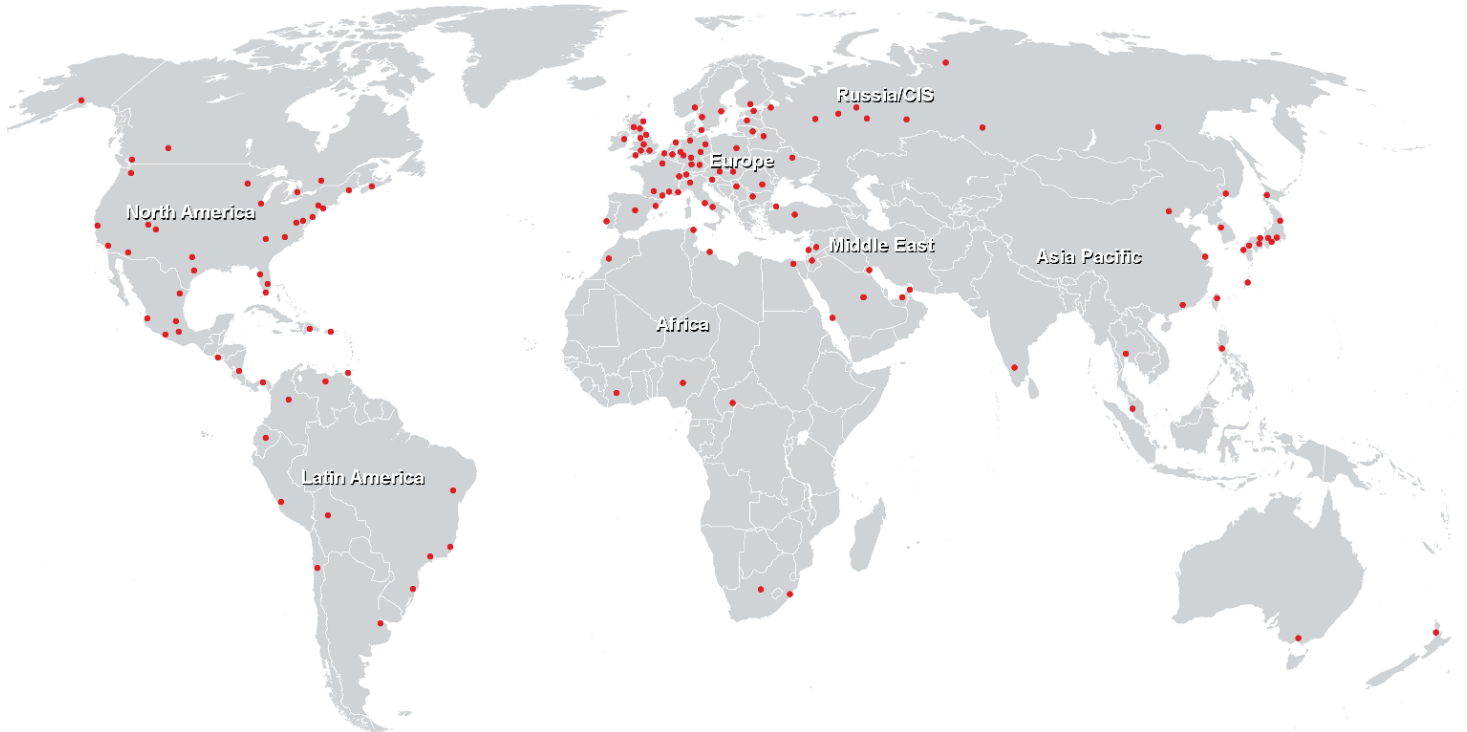 Russia/CIS
Europe
North America
Middle East
Asia Pacific
Africa
Latin America